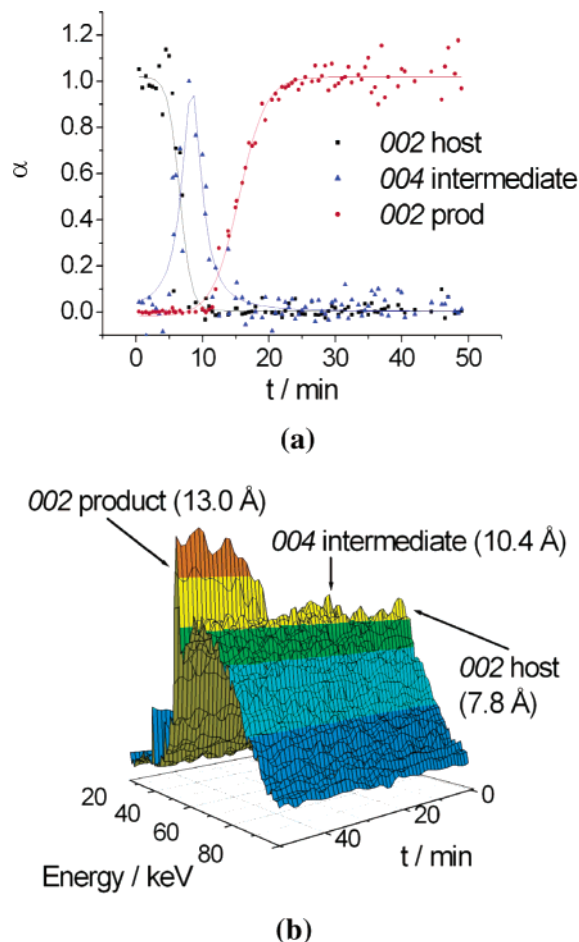 1.2
1.0
0.8
0.6
0.4
0.2
0.0
α
002 host
004 intermediate
002 prod
0 10 20 30 40 50
t / min
(a)
002 product (13.0 Å)
004 intermediate (10.4 Å)
002 host
(7.8 Å)
20
40
60
80
Energy / keV
40
20
0
t / min
(b)